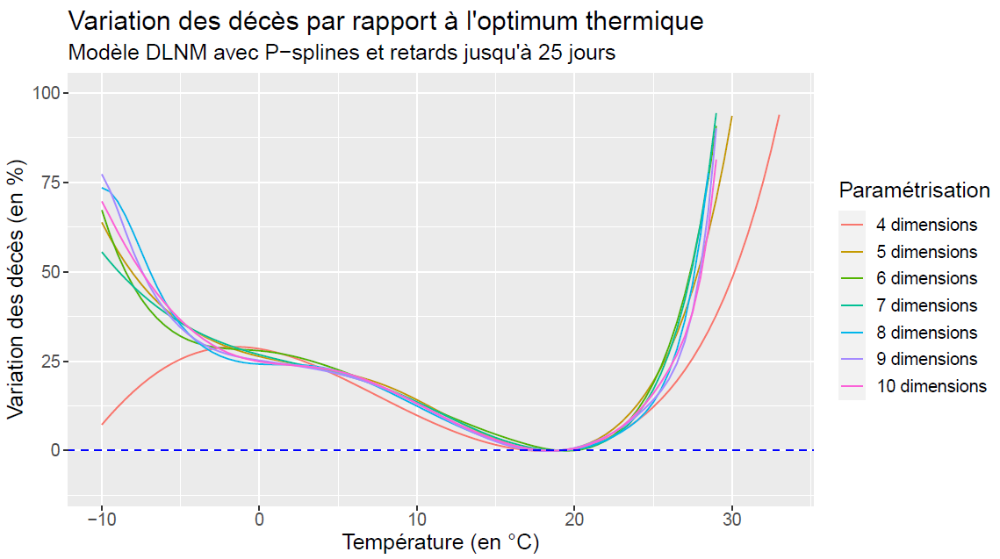 Variation des décès par rapport à l'optimum thermique
Modèle DLNM avec P−splines et retards jusqu'à 25 jours
Variation des décès (en %)
100
75
50
25
0
−10
0
10
20
30
Température (en °C)
Paramétrisation
4 dimensions
5 dimensions
6 dimensions
7 dimensions
8 dimensions
9 dimensions
10 dimensions